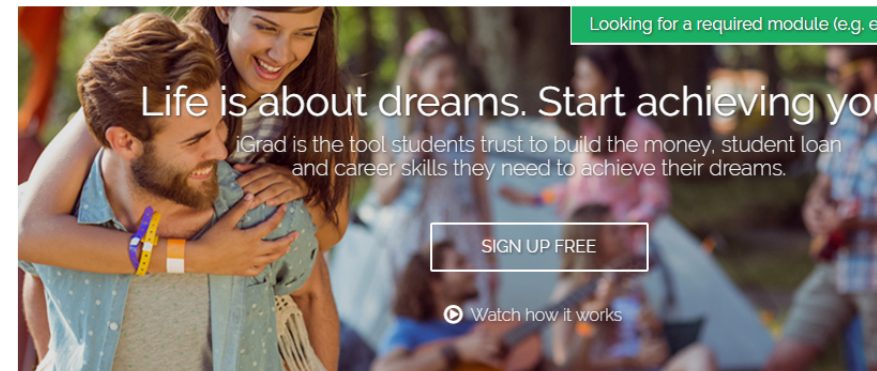 Looking for a required module (e.g. e
Life is about dreams. Start achieving you
iGrad is the tool students trust to build the money, student loan
and career skills they need to achieve their dreams.
SIGN UP FREE
Watch how it works